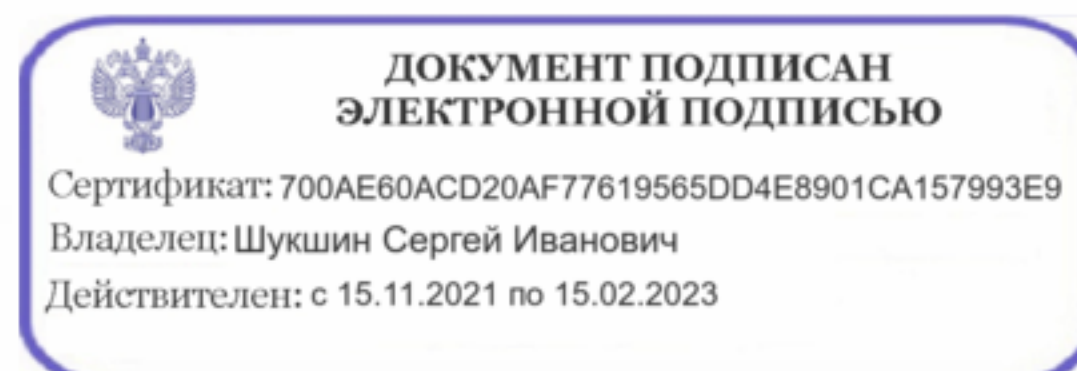 ДОКУМЕНТ ПОДПИСАН
ЭЛЕКТРОННОЙ ПОДПИСЬЮ
Сертификат: 700AE60ACD20AF77619565DD4E8901CA157993E9
Владелец: Шукшин Сергей Иванович
Действителен: с 15.11.2021 по 15.02.2023